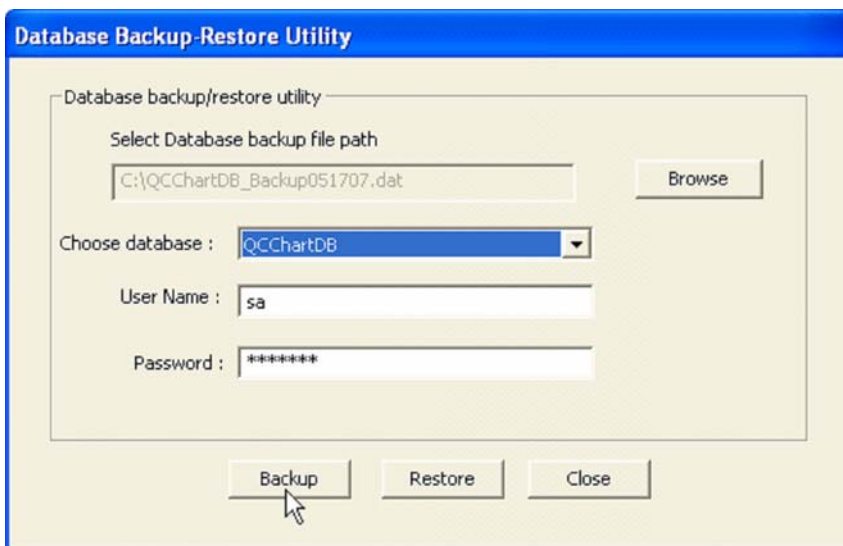 Database Backup-Restore Utility
Database backup/restore utility
Select Database backup file path
C:\QCChartDB_Backup051707.dat
Browse
Choose database :
QCChartDB
User Name :
sa
Password :
*******
Backup
Restore
Close